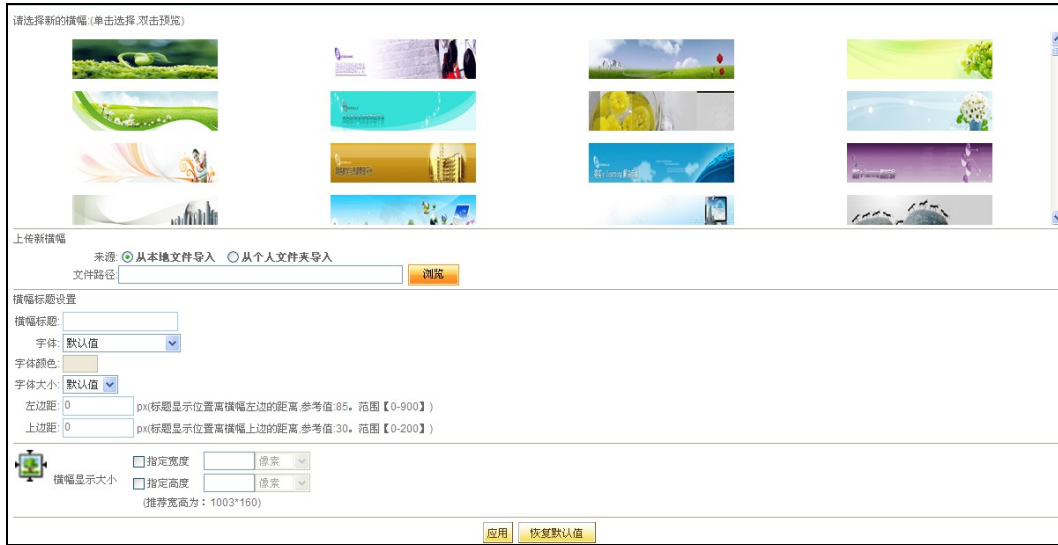 请选择新的横幅:(单击选择,双击预览)
上传新横幅
来源: 从本地文件导入 从个人文件夹导入
文件路径: 浏览
横幅标题设置
横幅标题:
字体: 默认值
字体颜色:
字体大小: 默认值
左边距: 0 px(标题显示位置离横幅左边的距离,参考值:85。范围【0-900】)
上边距: 0 px(标题显示位置离横幅上边的距离,参考值:30。范围【0-200】)
横幅显示大小
指定宽度 像素
指定高度 像素
(推荐宽高为：1003*160)
应用 恢复默认值